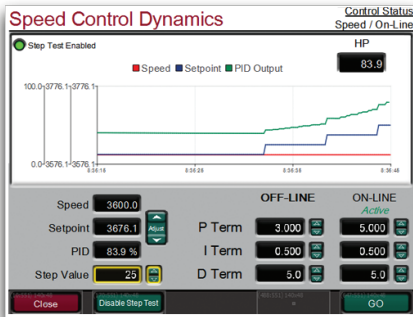 Speed Control Dynamics
Control Status
Speed / On-Line
Step Test Enabled
HP
83.9
Speed Setpoint PID Output
100.0 3776.1 3776.1
0.0 3576.1 3576.1
8:36:18 8:36:28 8:36:38 8:36:48
OFF-LINE ON-LINE
Active
Speed 3600.0
Setpoint 3676.1 Adjust
PID 83.9 %
Step Value 25
P Term 3.000 5.000
I Term 0.500 0.500
D Term 5.0 5.0
Close Disable Step Test GO